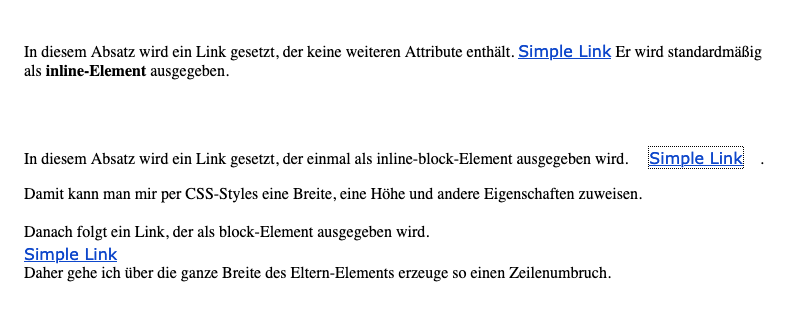 In diesem Absatz wird ein Link gesetzt, der keine weiteren Attribute enthält. Simple Link Er wird standardmäßig
als inline-Element ausgegeben.
In diesem Absatz wird ein Link gesetzt, der einmal als inline-block-Element ausgegeben wird. Simple Link .
Damit kann man mir per CSS-Styles eine Breite, eine Höhe und andere Eigenschaften zuweisen.
Danach folgt ein Link, der als block-Element ausgegeben wird.
Simple Link
Daher gehe ich über die ganze Breite des Eltern-Elements erzeuge so einen Zeilenumbruch.